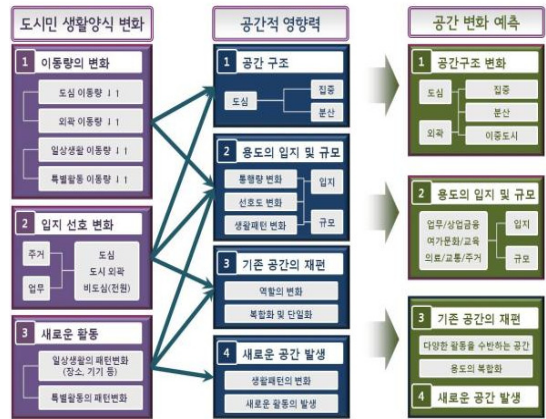 도시민 생활양식 변화
1 이동량의 변화
도심 이동량 ↓↑
외곽 이동량 ↓↑
일상생활 이동량 ↓↑
특별활동 이동량 ↓↑
2 입지 선호 변화
주거
업무
도심
도시 외곽
비도심(전원)
3 새로운 활동
일상생활의 패턴변화
(장소, 기기 등)
특별활동의 패턴변화
공간적 영향력
1 공간 구조
도심
집중
분산
2 용도의 입지 및 규모
통행량 변화
선호도 변화
생활패턴 변화
입지
규모
3 기존 공간의 재편
역할의 변화
복합화 및 단일화
4 새로운 공간 발생
생활패턴의 변화
새로운 활동의 발생
공간 변화 예측
1 공간구조 변화
도심
외곽
집중
분산
이중도시
2 용도의 입지 및 규모
업무/상업금융
여가문화/교육
의료/교통/주거
입지
규모
3 기존 공간의 재편
다양한 활동을 수반하는 공간
용도의 복합화
4 새로운 공간 발생